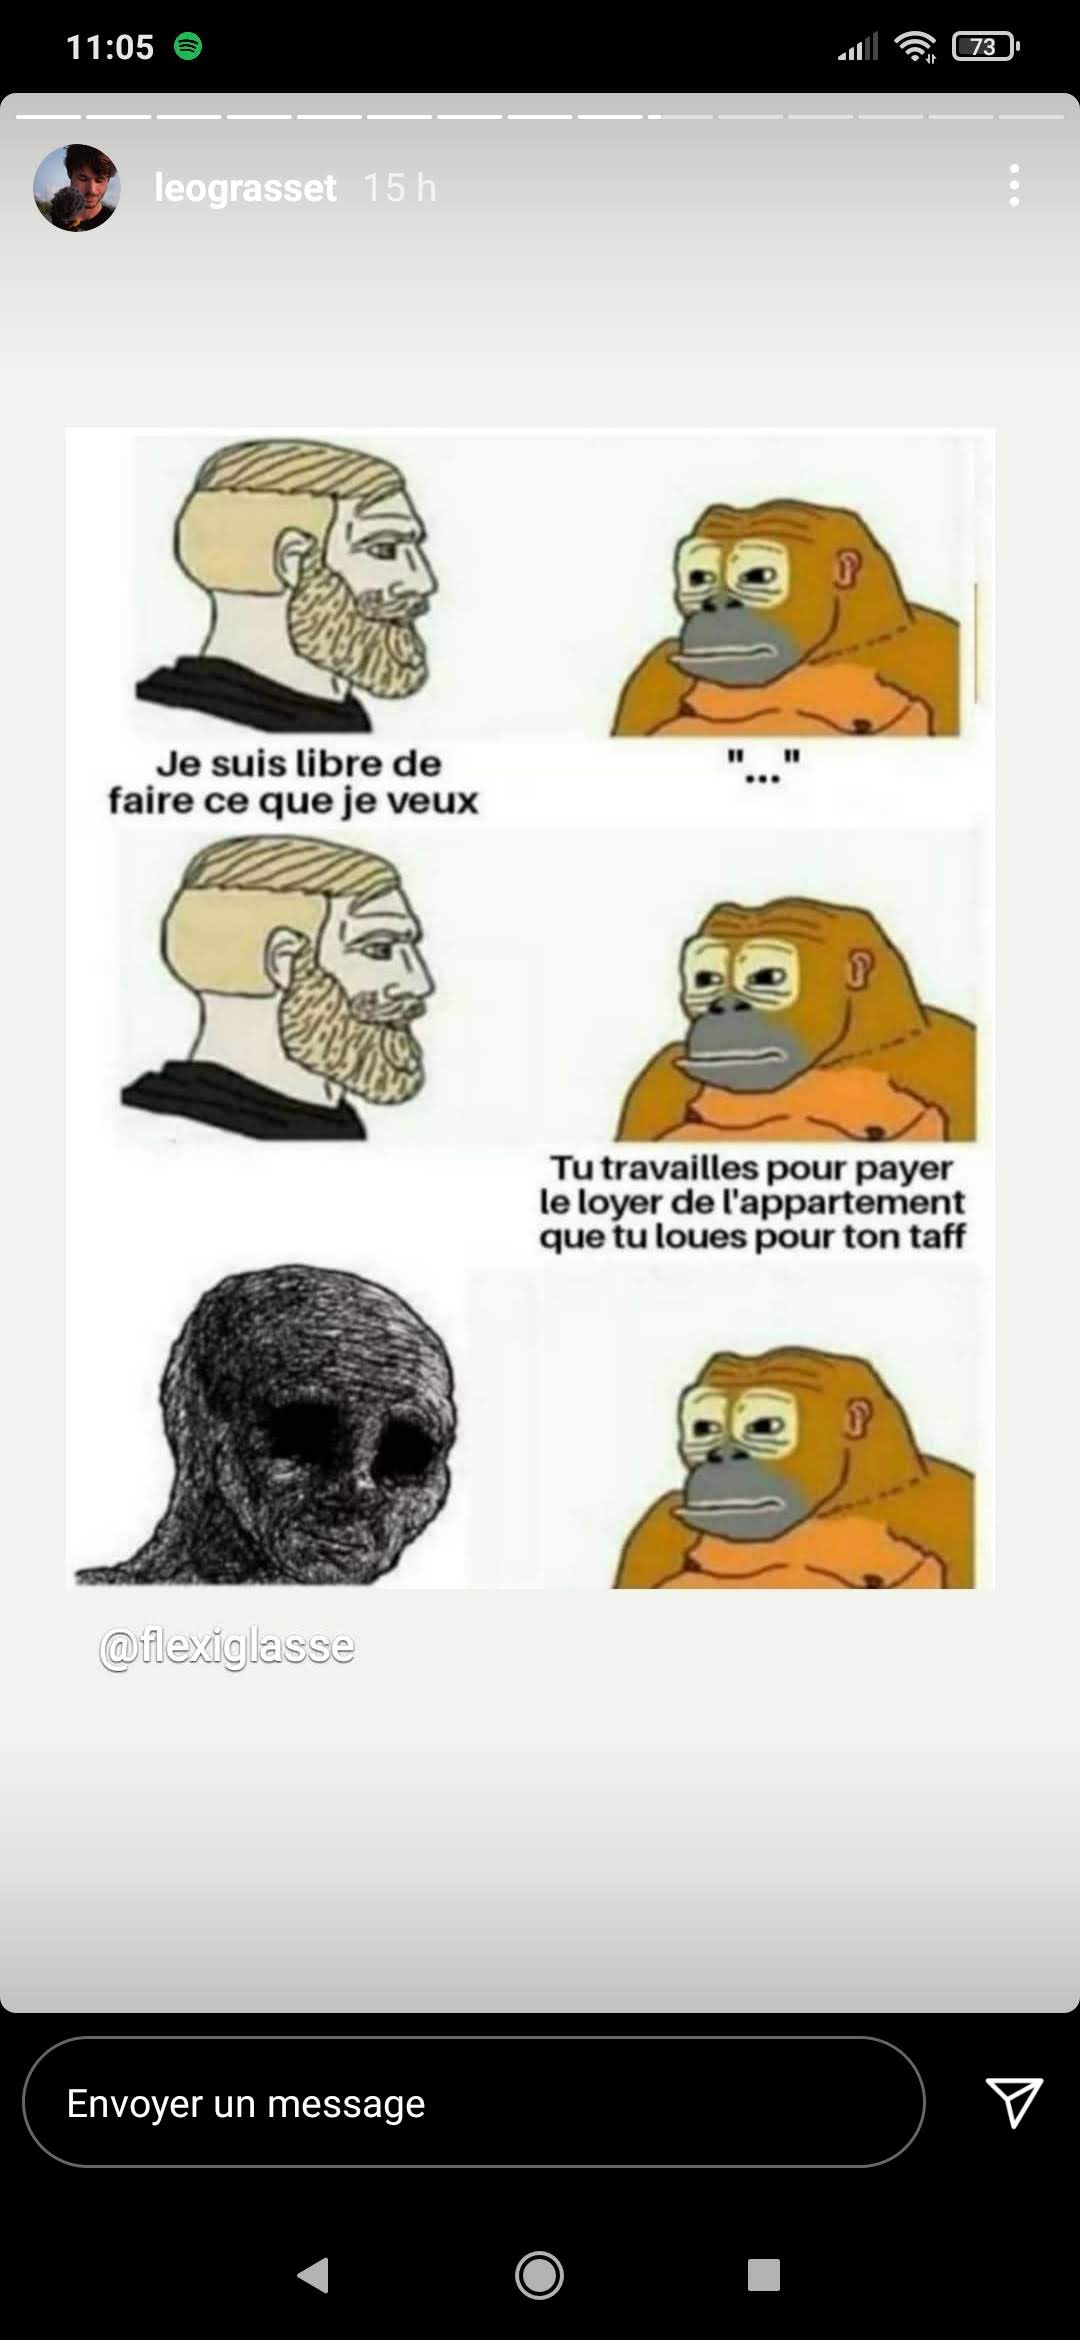 11:05
73
leograsset 15 h
Je suis libre de
faire ce que je veux
"..."
Tu travailles pour payer
le loyer de l'appartement
que tu loues pour ton taff
@flexiglasse
Envoyer un message